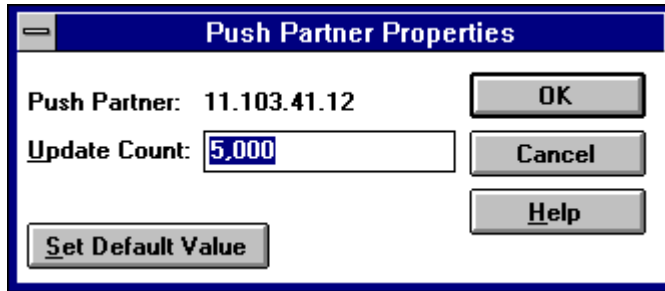 Push Partner Properties
Push Partner: 11.103.41.12
OK
Update Count: 5,000
Cancel
Help
Set Default Value